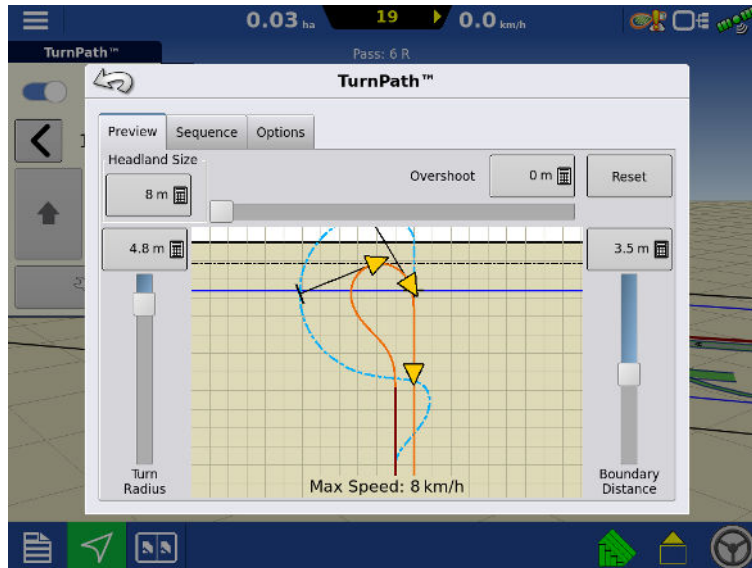 0.03 ha
19
0.0 km/h
TurnPath™
Pass: 6 R
TurnPath™
Preview
Sequence
Options
Headland Size
8 m
Overshoot
0 m
Reset
4.8 m
3.5 m
Turn
Radius
Max Speed: 8 km/h
Boundary
Distance